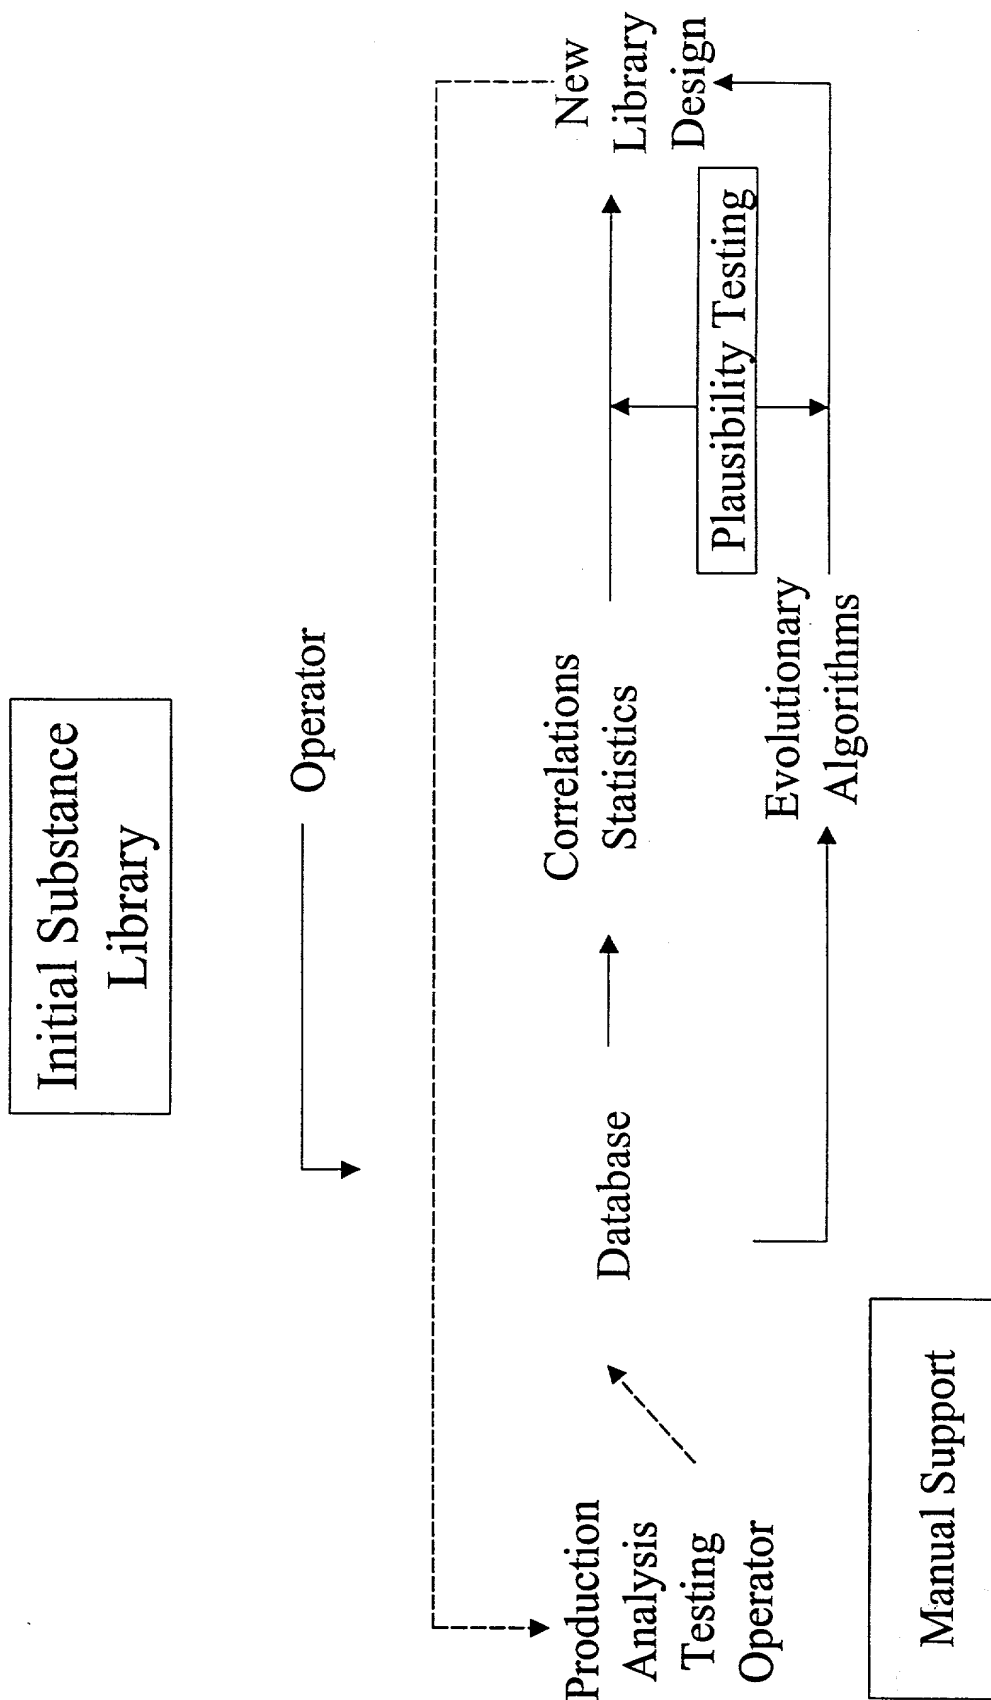 Initial Substance
Library
Operator
Production
Analysis
Testing
Operator
Database
Correlations
Statistics
Evolutionary
Algorithms
Plausibility Testing
New
Library
Design
Manual Support